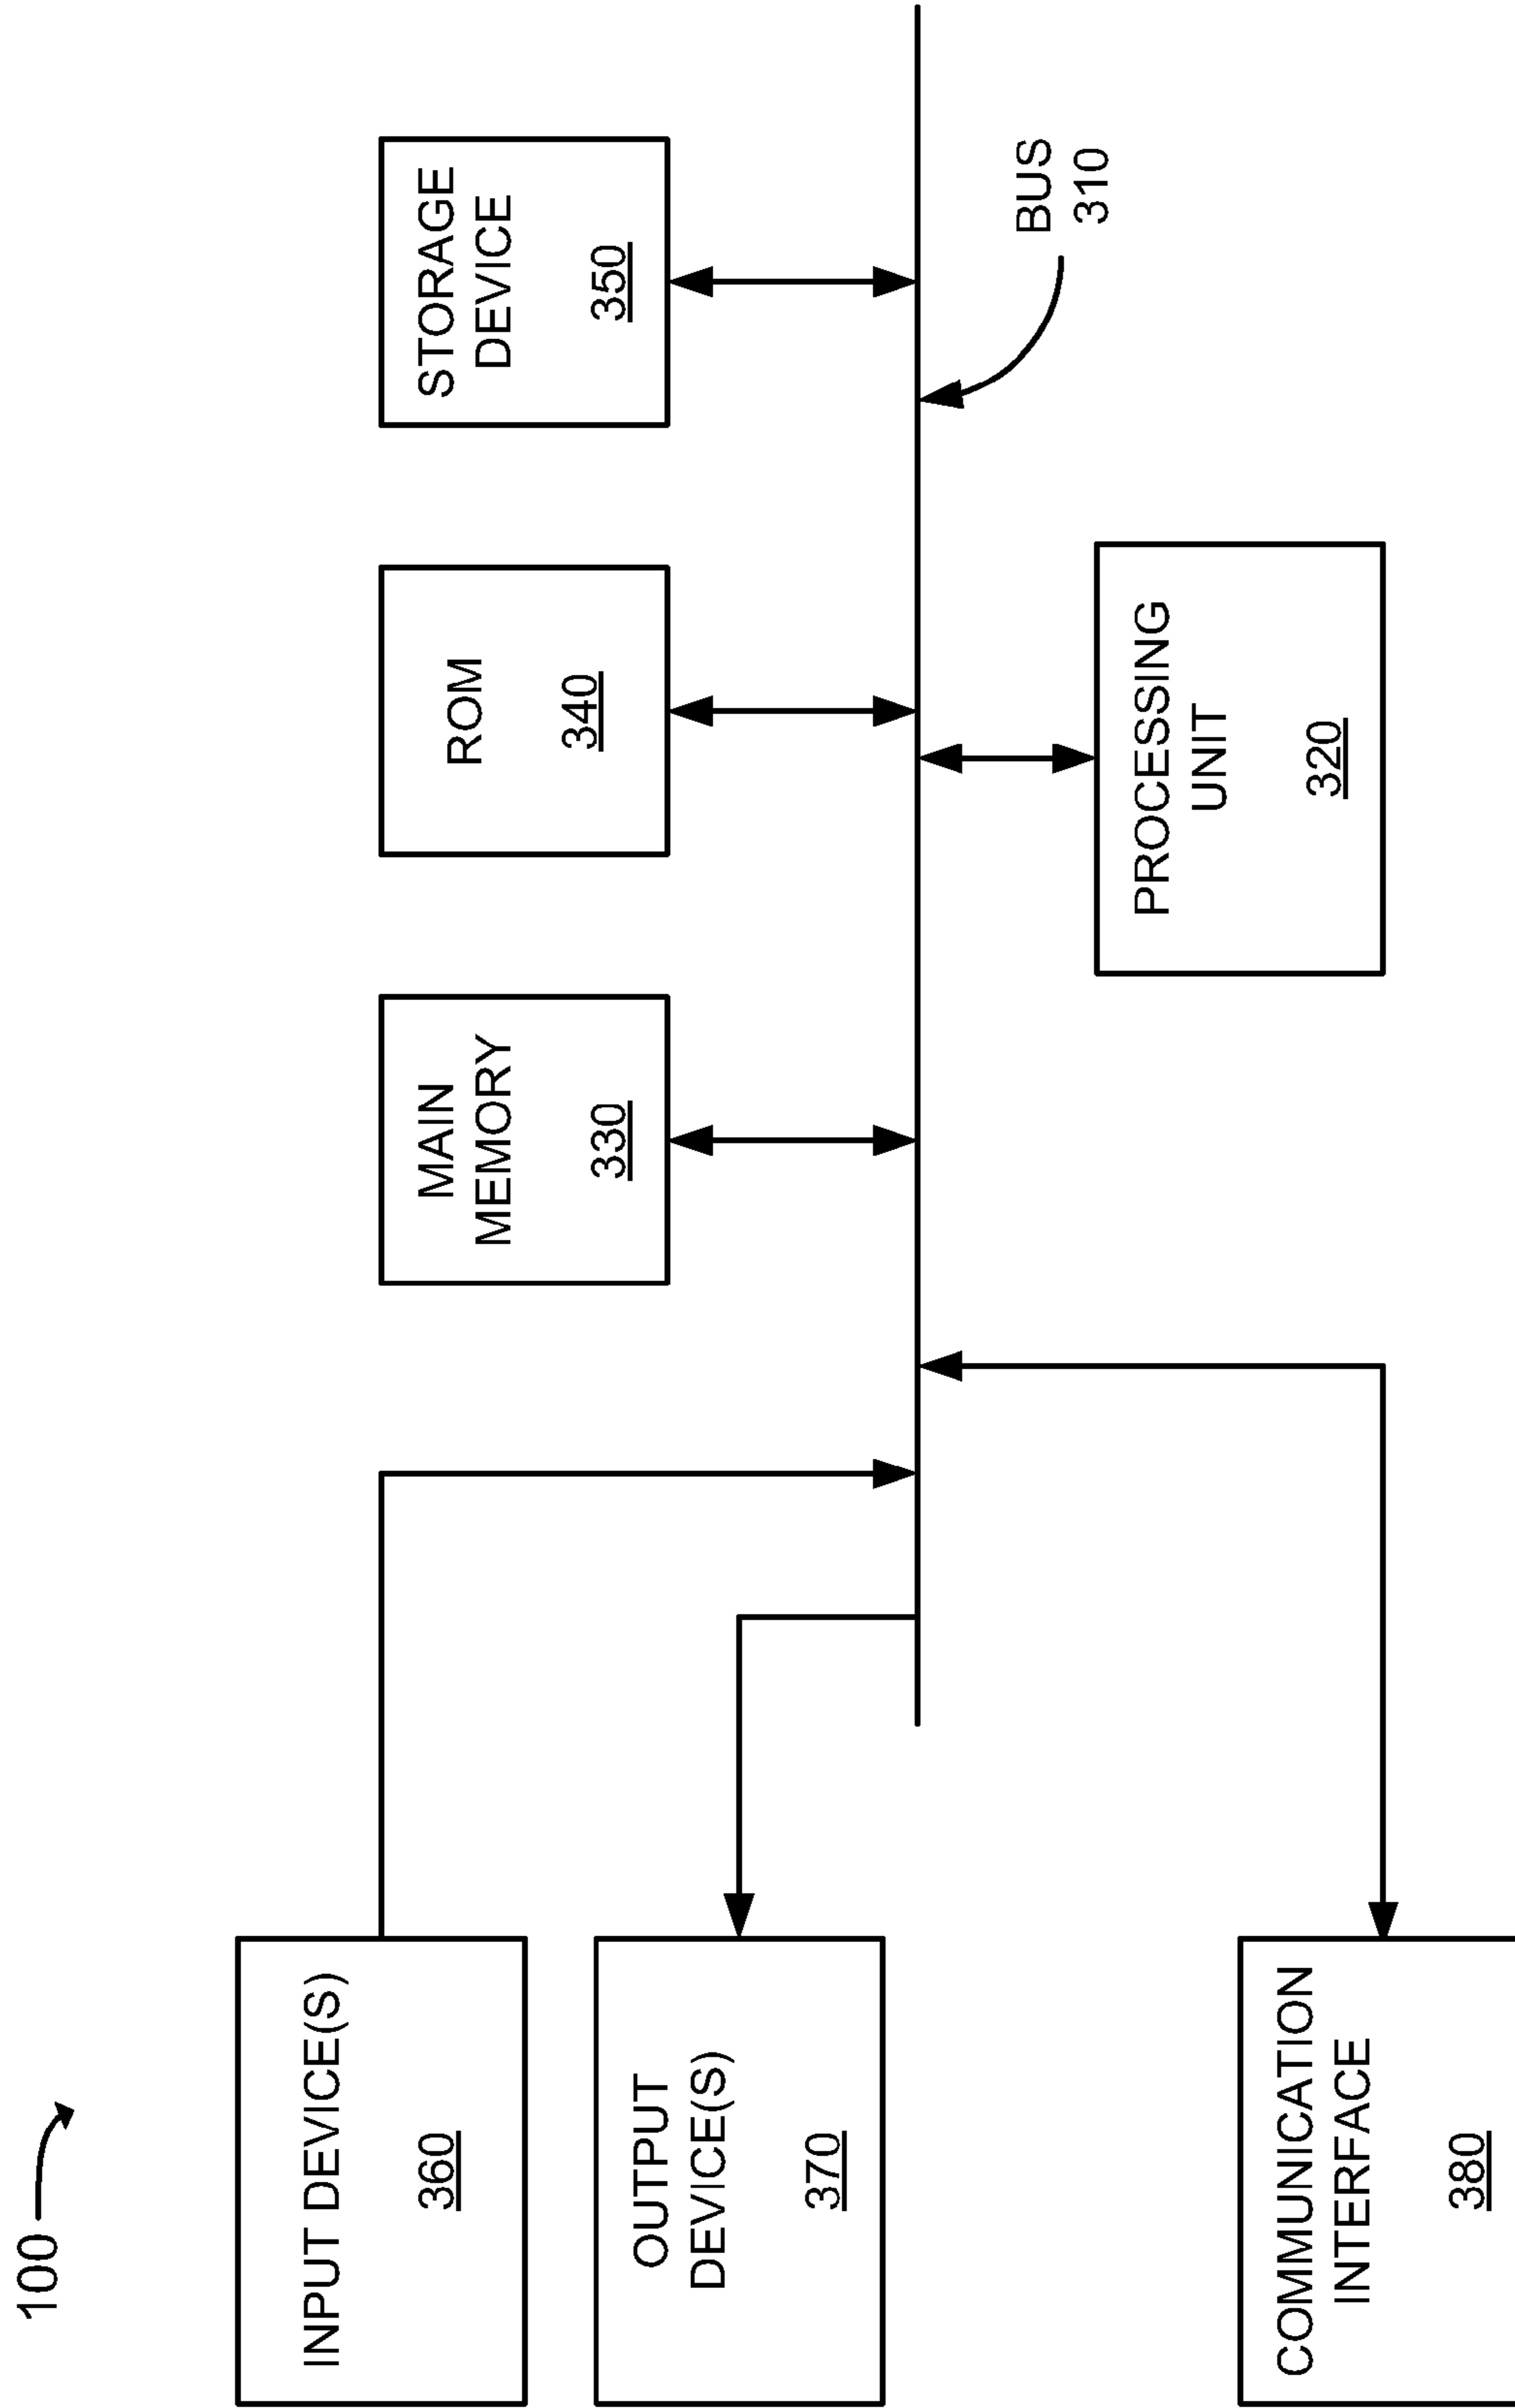 100
INPUT DEVICE(S)
360
OUTPUT
DEVICE(S)
370
COMMUNICATION
INTERFACE
380
MAIN
MEMORY
330
ROM
340
STORAGE
DEVICE
350
BUS
310
PROCESSING
UNIT
320